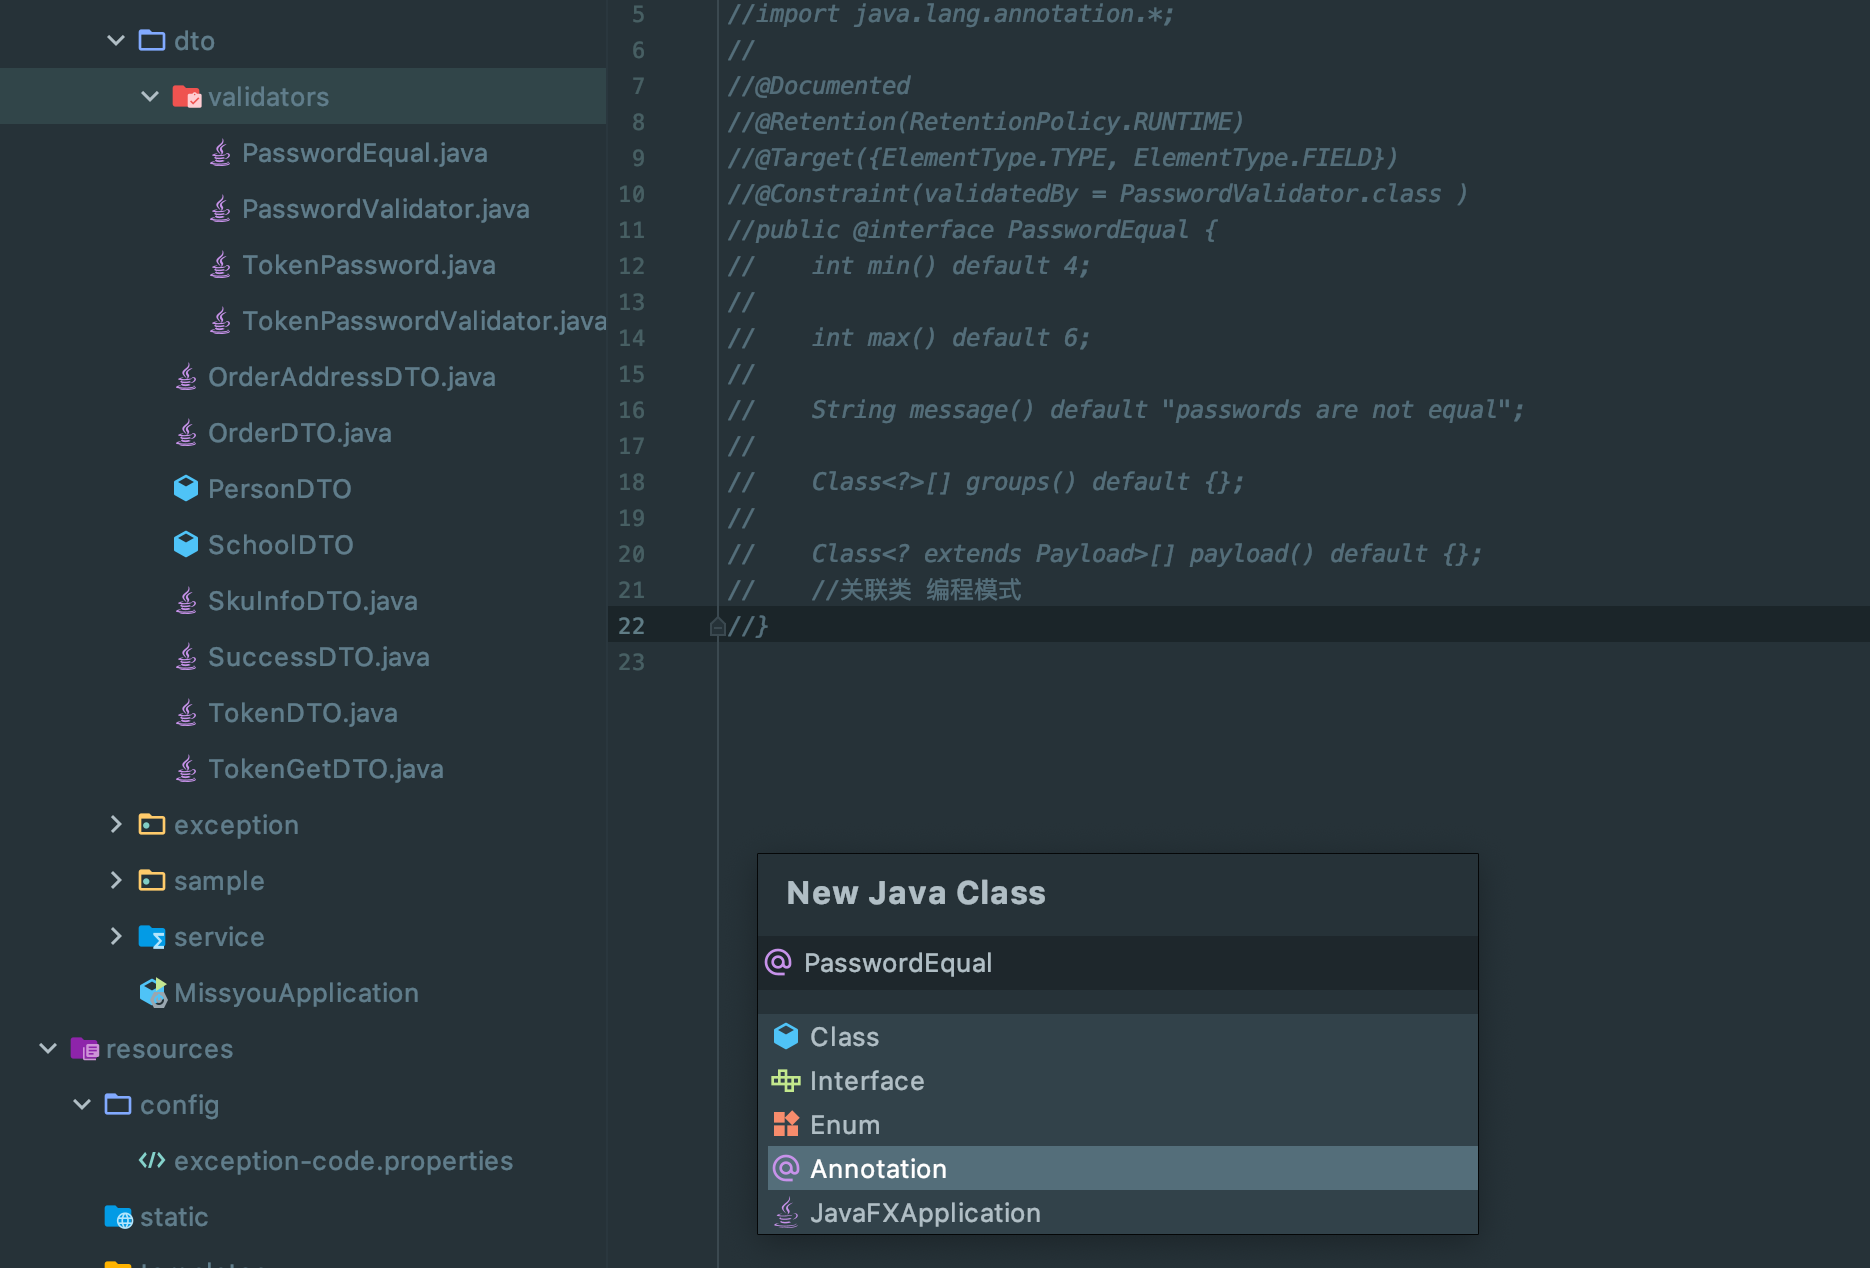 dto
validators
PasswordEqual.java
PasswordValidator.java
TokenPassword.java
TokenPasswordValidator.java
OrderAddressDTO.java
OrderDTO.java
PersonDTO
SchoolDTO
SkuInfoDTO.java
SuccessDTO.java
TokenDTO.java
TokenGetDTO.java
exception
sample
service
MissyouApplication
resources
config
</> exception-code.properties
static
5 //import java.lang.annotation.*;
6 //
7 //@Documented
8 //@Retention(RetentionPolicy.RUNTIME)
9 //@Target({ElementType.TYPE, ElementType.FIELD})
10 //@Constraint(validatedBy = PasswordValidator.class )
11 //public @interface PasswordEqual {
12 //    int min() default 4;
13 //
14 //    int max() default 6;
15 //
16 //    String message() default "passwords are not equal";
17 //
18 //    Class<?>[] groups() default {};
19 //
20 //    Class<? extends Payload>[] payload() default {};
21 //    //关联类 编程模式
22 //}
23
New Java Class
@ PasswordEqual
Class
Interface
Enum
@ Annotation
JavaFXApplication